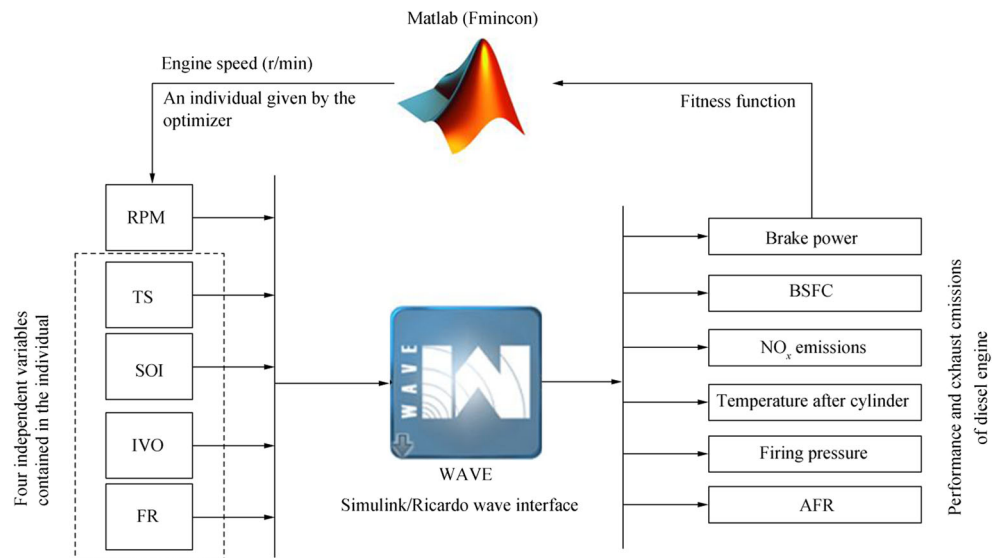 Matlab (Fmincon)
Engine speed (r/min)
An individual given by the
optimizer
Fitness function
RPM
TS
SOI
IVO
FR
Four independent variables
contained in the individual
WAVE
WAVE
Simulink/Ricardo wave interface
Brake power
BSFC
NOx emissions
Temperature after cylinder
Firing pressure
AFR
Performance and cxhaust emissions
of diesel engine